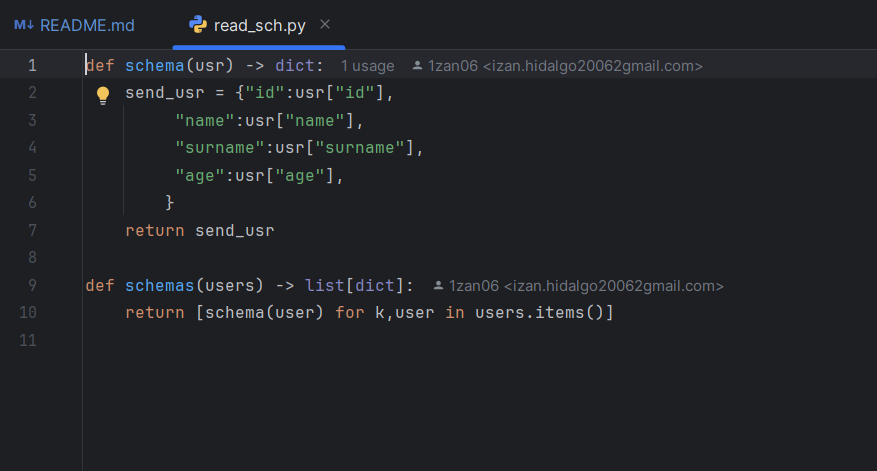 M↓ README.md read_sch.py ×
1 def schema(usr) -> dict: 1 usage 1zan06 <izan.hidalgo20062gmail.com>
2 send_usr = {"id":usr["id"],
3 "name":usr["name"],
4 "surname":usr["surname"],
5 "age":usr["age"],
6 }
7 return send_usr
8
9 def schemas(users) -> list[dict]: 1zan06 <izan.hidalgo20062gmail.com>
10 return [schema(user) for k,user in users.items()]
11